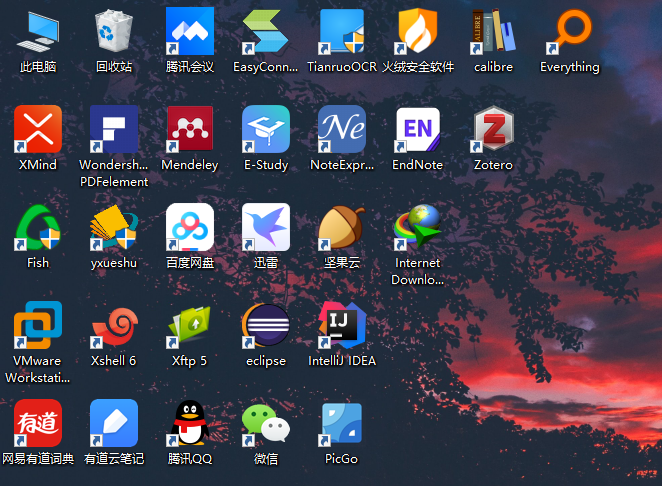 此电脑
回收站
腾讯会议
EasyConn...
TianruoOCR
火绒安全软件
CALIBRE
calibre
Everything
XMind
Wondersh...
PDFelement
Mendeley
E-Study
Ne
NoteExpr...
EN
EndNote
Z
Zotero
Fish
yxueshu
百度网盘
迅雷
坚果云
Internet
Downlo...
VMware
Workstati...
Xshell 6
Xftp 5
eclipse
IJ
IntelliJ IDEA
有道
网易有道词典
有道云笔记
腾讯QQ
微信
PicGo